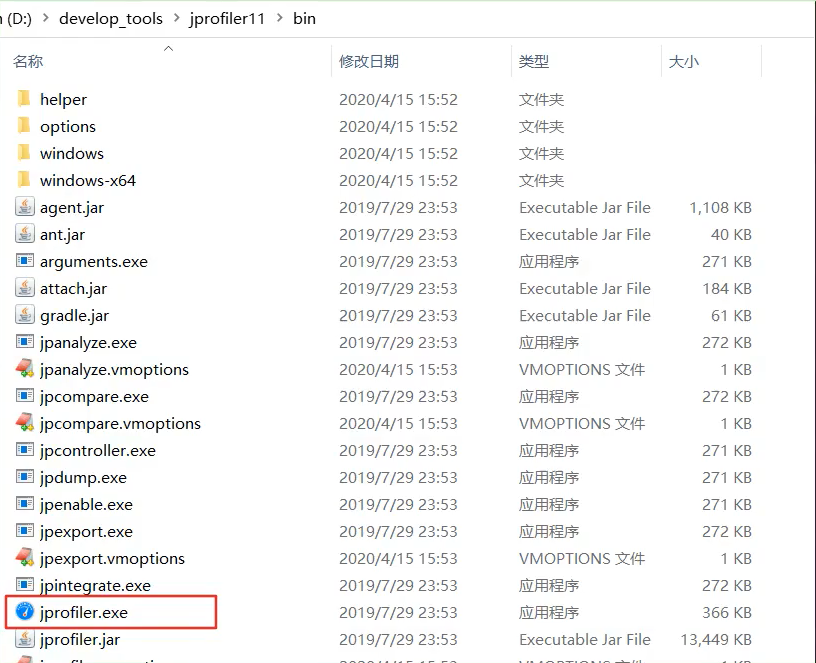 (D:) > develop_tools > jprofiler11 > bin
名称 修改日期 类型 大小
helper 2020/4/15 15:52 文件夹
options 2020/4/15 15:52 文件夹
windows 2020/4/15 15:52 文件夹
windows-x64 2020/4/15 15:52 文件夹
agent.jar 2019/7/29 23:53 Executable Jar File 1,108 KB
ant.jar 2019/7/29 23:53 Executable Jar File 40 KB
arguments.exe 2019/7/29 23:53 应用程序 271 KB
attach.jar 2019/7/29 23:53 Executable Jar File 184 KB
gradle.jar 2019/7/29 23:53 Executable Jar File 61 KB
jpanalyze.exe 2019/7/29 23:53 应用程序 272 KB
jpanalyze.vmoptions 2020/4/15 15:53 VMOPTIONS 文件 1 KB
jpcompare.exe 2019/7/29 23:53 应用程序 272 KB
jpcompare.vmoptions 2020/4/15 15:53 VMOPTIONS 文件 1 KB
jpcontroller.exe 2019/7/29 23:53 应用程序 271 KB
jpdump.exe 2019/7/29 23:53 应用程序 271 KB
jpenable.exe 2019/7/29 23:53 应用程序 271 KB
jpexport.exe 2019/7/29 23:53 应用程序 272 KB
jpexport.vmoptions 2020/4/15 15:53 VMOPTIONS 文件 1 KB
jpintegrate.exe 2019/7/29 23:53 应用程序 272 KB
jprofiler.exe 2019/7/29 23:53 应用程序 366 KB
jprofiler.jar 2019/7/29 23:53 Executable Jar File 13,449 KB